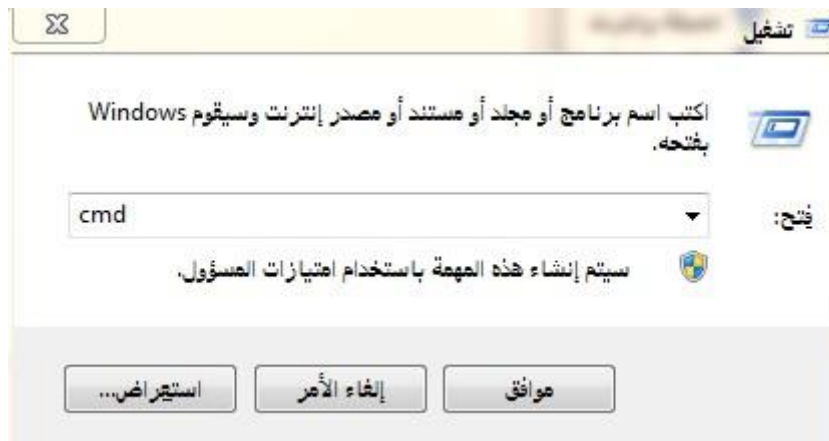 تشغيل
اكتب اسم برنامج أو مجلد أو مستند أو مصدر إنترنت وسيقوم Windows
بفتحه.
فتح:
cmd
سيتم إنشاء هذه المهمة باستخدام امتيازات المسؤول.
موافق
إلغاء الأمر
استعراض...